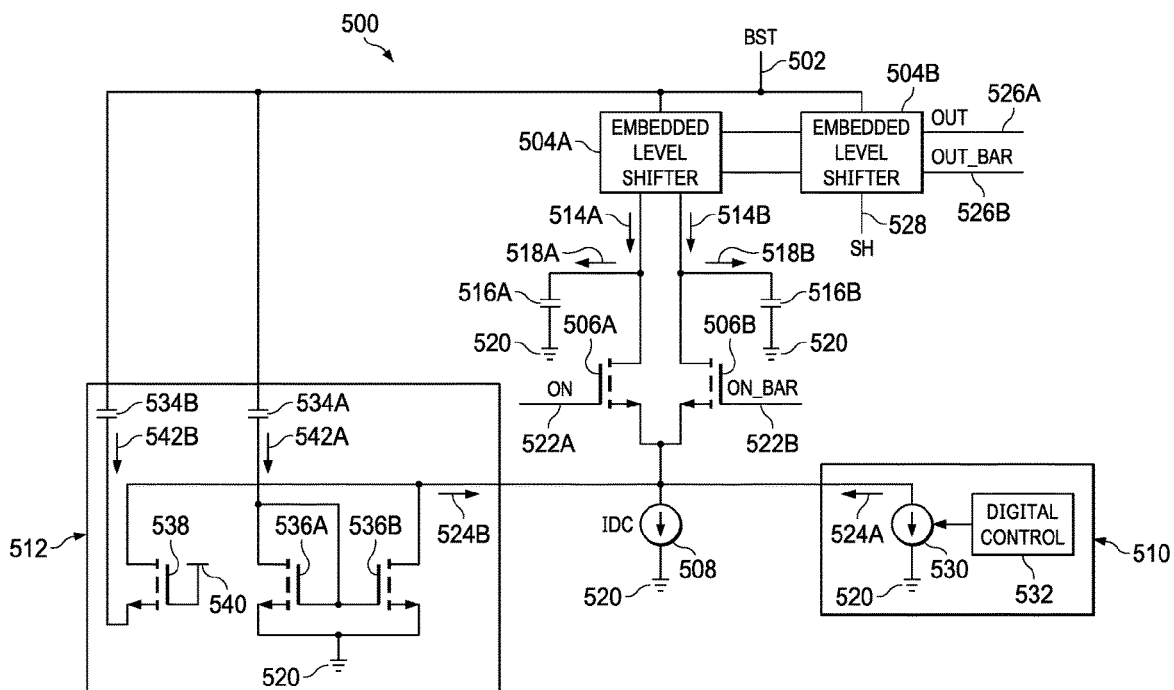 500
BST
502
504B
OUT
526A
EMBEDDED
LEVEL
SHIFTER
504A
EMBEDDED
LEVEL
SHIFTER
OUT_BAR
526B
514A
514B
528
SH
518A
518B
516A
516B
520
506A
506B
520
ON
ON_BAR
522A
522B
534B
534A
542B
542A
524B
524A
IDC
508
530
DIGITAL
CONTROL
532
510
512
538
540
536A
536B
520
520
520